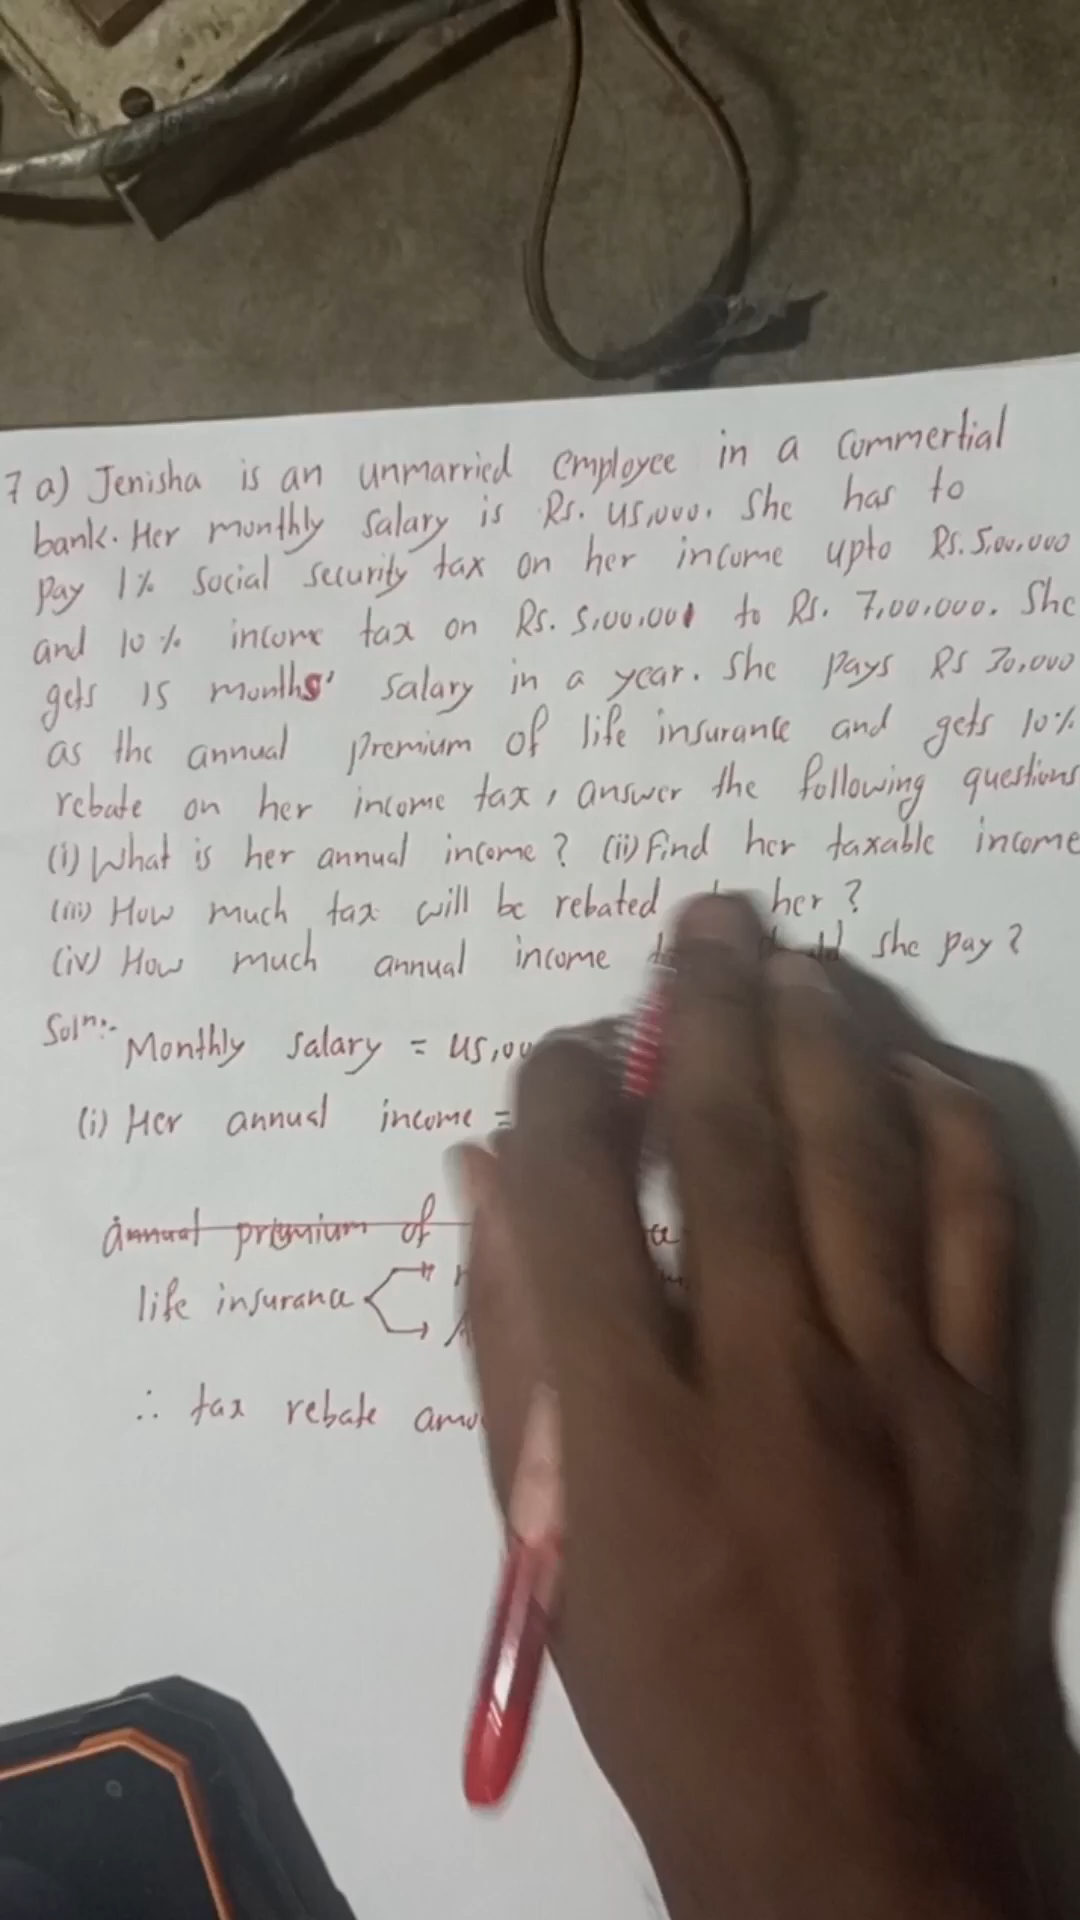 7 a) Jenisha is an unmarried employee in a commertial
bank. Her monthly salary is Rs. 45,000. She has to
pay 1% social security tax on her income upto Rs. 5,00,000
and 10% income tax on Rs. 5,00,001 to Rs. 7,00,000. She
gets 15 months' salary in a year. She pays Rs 30,000
as the annual premium of life insurance and gets 10%
rebate on her income tax, answer the following questions
(i) What is her annual income? (ii) Find her taxable income
(iii) How much tax will be rebated her?
(iv) How much annual income she pay?
Soln:-
Monthly salary = 45,00
(i) Her annual income =
annual premium of
life insurance
∴ tax rebate